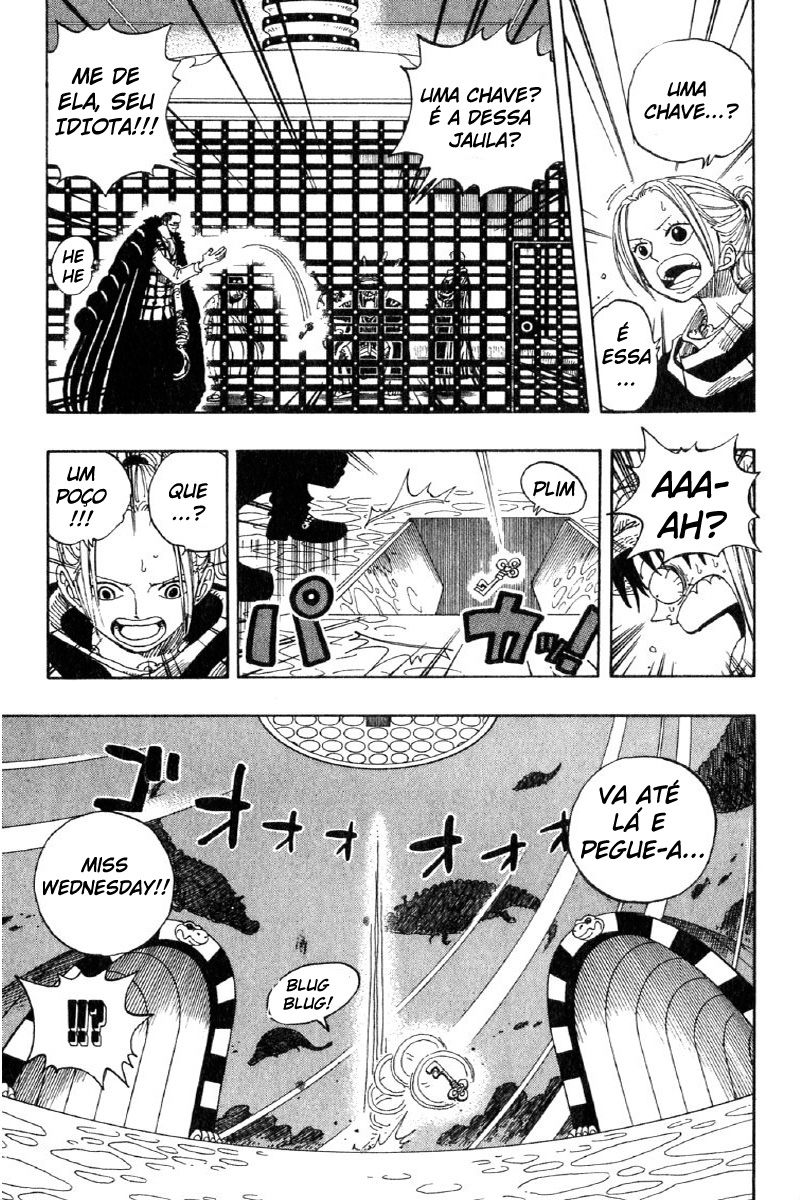 UMA
CHAVE...?
É
ESSA
...
UMA CHAVE?
É A DESSA
JAULA?
ME DE
ELA, SEU
IDIOTA!!!
HE
HE
AAA-
AH?
PLIM
カッ!
パ
QUE
...?
UM
POÇO
!!!
VA ATÉ
LÁ E
PEGUE-A...
MISS
WEDNESDAY!!
ゴオオオオオオ
BLUG
BLUG!
!!?